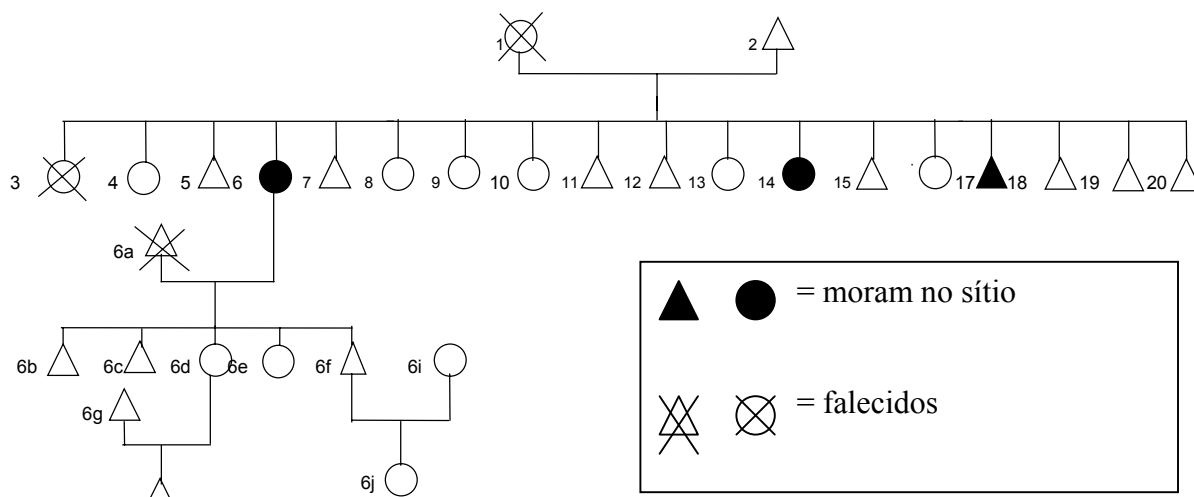 1 2
3 4 5 6 7 8 9 10 11 12 13 14 15 17 18 19 20
6a
= moram no sítio
6b 6c 6d 6e 6f 6i
6g
= falecidos
6j